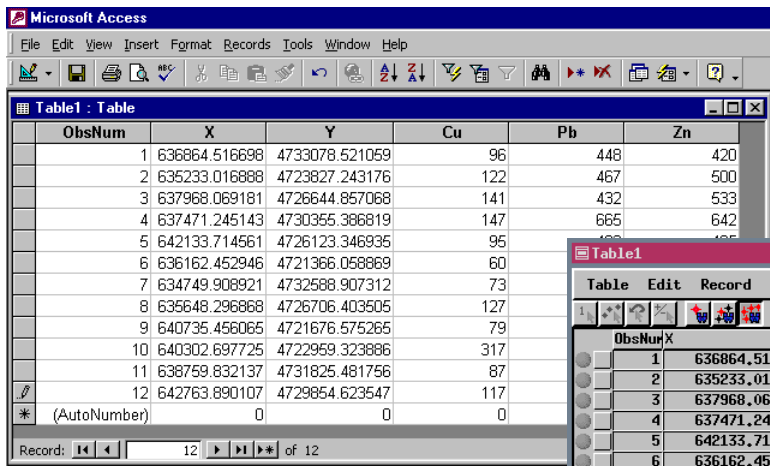 Microsoft Access
File Edit View Insert Format Records Tools Window Help
Table1 : Table
ObsNum X Y Cu Pb Zn
1 636864.516698 4733078.521059 96 448 420
2 635233.016888 4723827.243176 122 467 500
3 637968.069181 4726644.857068 141 432 533
4 637471.245143 4730355.386819 147 665 642
5 642133.714561 4726123.346935 95
6 636162.452946 4721366.058869 60
7 634749.908921 4732588.907312 73
8 635648.296868 4726706.403505 127
9 640735.456065 4721676.575265 79
10 640302.697725 4722959.323886 317
11 638759.832137 4731825.481756 87
12 642763.890107 4729854.623547 117
(AutoNumber) 0 0 0
Record: 12 of 12
Table1
Table Edit Record
ObsNum X
1 636864.51
2 635233.01
3 637968.06
4 637471.24
5 642133.71
6 636162.45